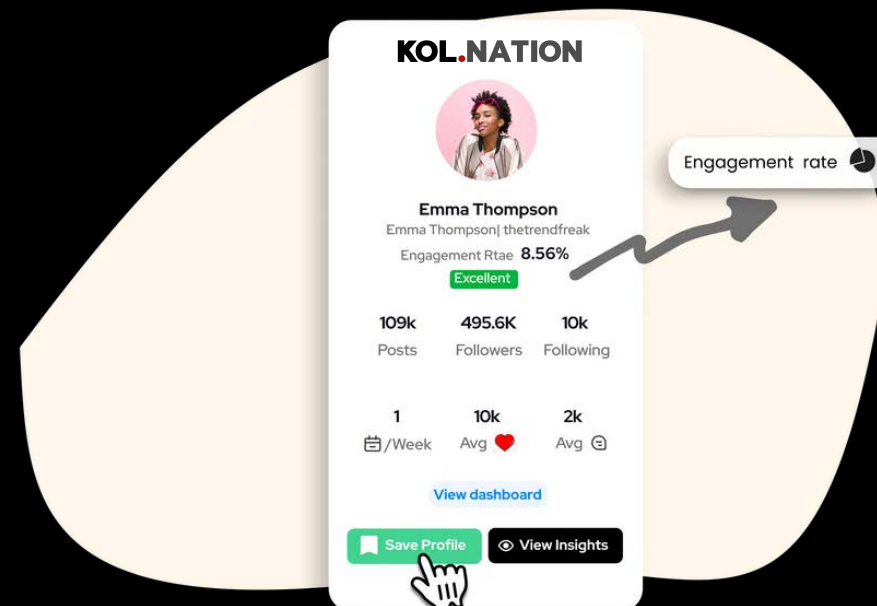 KOL.NATION
Engagement rate
Emma Thompson
Emma Thompson| thetrendfreak
Engagement Rtae 8.56%
Excellent
109k 495.6K 10k
Posts Followers Following
1 10k 2k
/Week Avg Avg
View dashboard
Save Profile View Insights